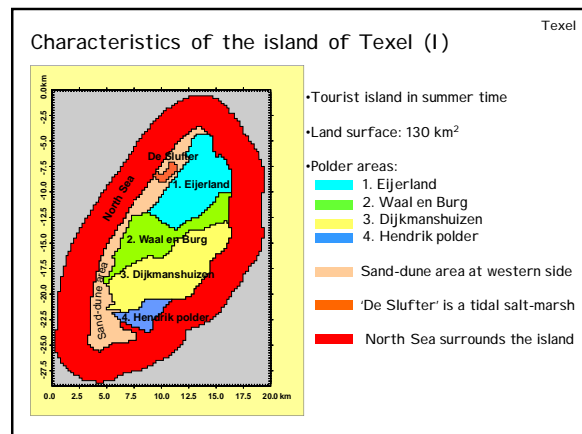 Texel
Characteristics of the island of Texel (I)
0.0km
-2.5
-5.0
-7.5
-10.0
-12.5
-15.0
-17.5
-20.0
-22.5
-25.0
-27.5
0.0 2.5 5.0 7.5 10.0 12.5 15.0 17.5 20.0 km
De Slufter
North Sea
1. Eijerland
2. Waal en Burg
3. Dijkmanshuizen
Sand-dune area
4. Hendrik polder
•Tourist island in summer time
•Land surface: 130 km²
•Polder areas:
1. Eijerland
2. Waal en Burg
3. Dijkmanshuizen
4. Hendrik polder
Sand-dune area at western side
‘De Slufter’ is a tidal salt-marsh
North Sea surrounds the island